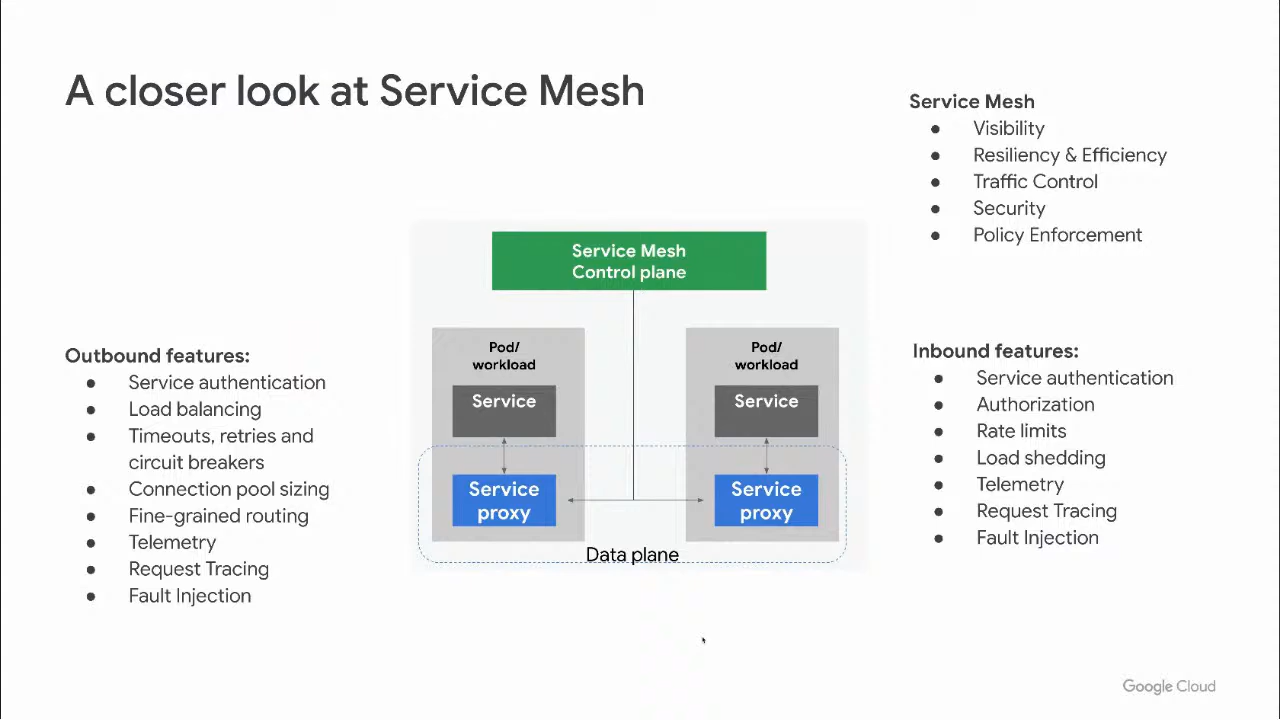 A closer look at Service Mesh
Service Mesh
● Visibility
● Resiliency & Efficiency
● Traffic Control
● Security
● Policy Enforcement
Service Mesh
Control plane
Pod/
workload
Service
Service
proxy
Pod/
workload
Service
Service
proxy
Data plane
Outbound features:
● Service authentication
● Load balancing
● Timeouts, retries and
circuit breakers
● Connection pool sizing
● Fine-grained routing
● Telemetry
● Request Tracing
● Fault Injection
Inbound features:
● Service authentication
● Authorization
● Rate limits
● Load shedding
● Telemetry
● Request Tracing
● Fault Injection
Google Cloud